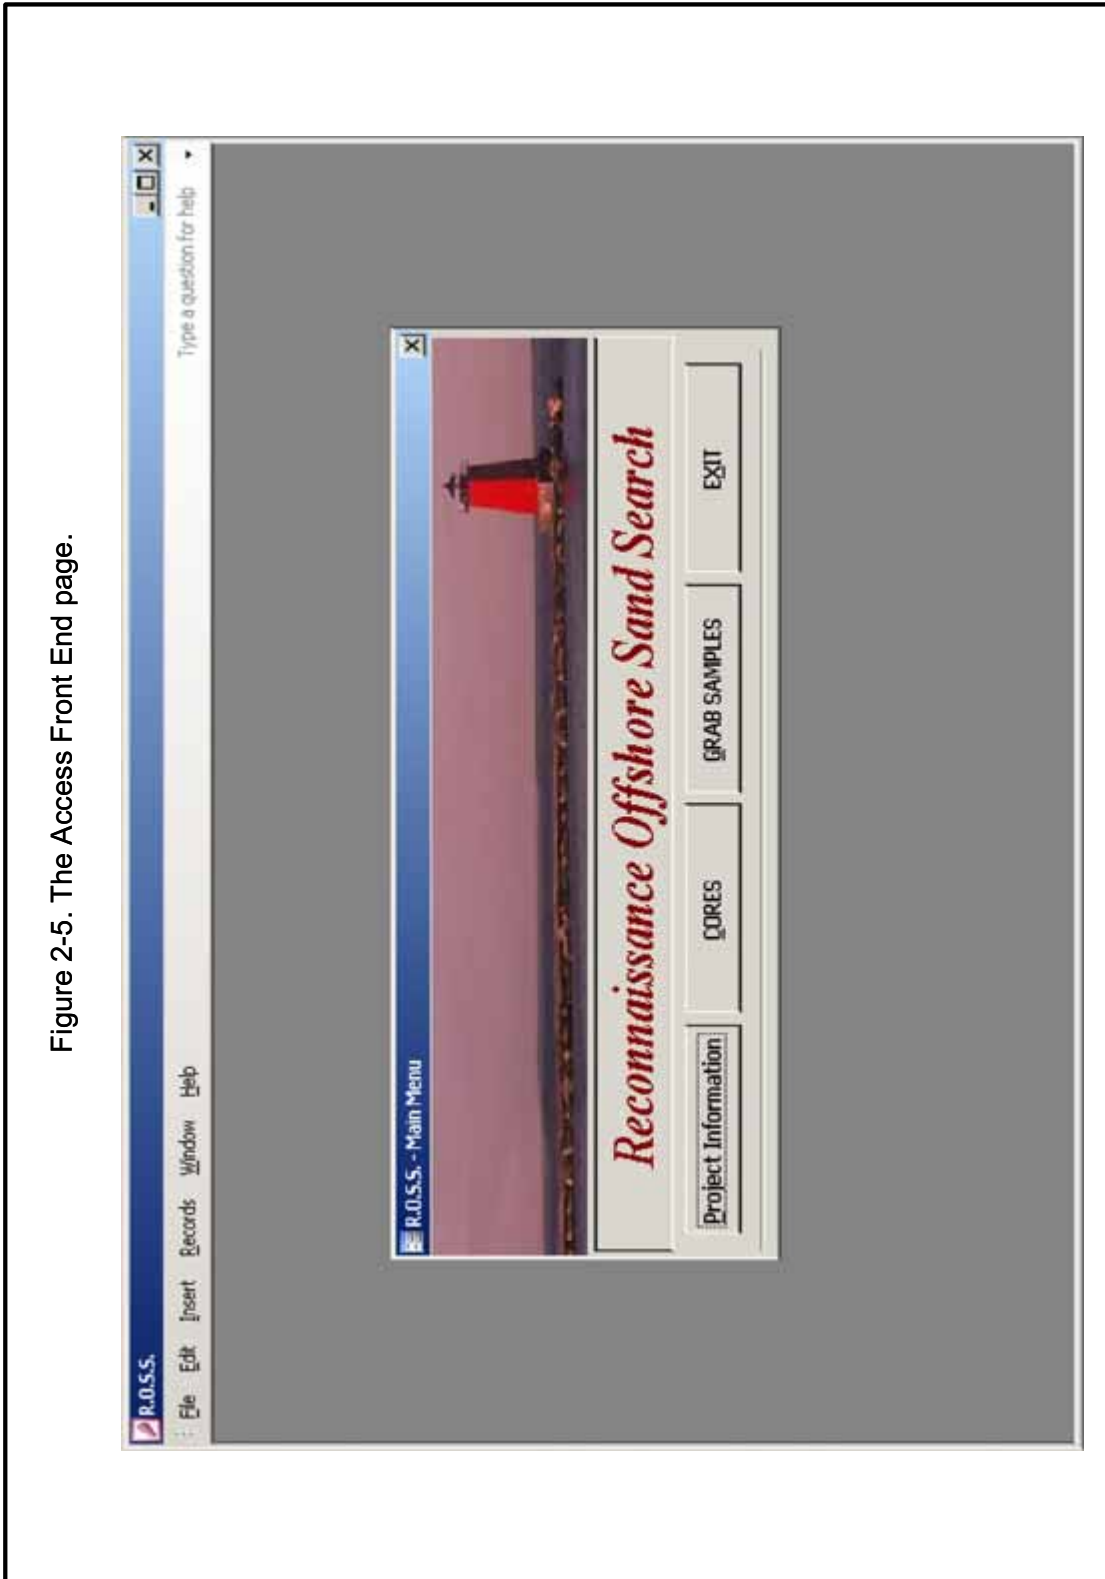 Figure 2-5. The Access Front End page.
R.O.S.S.
File Edit Insert Records Window Help Type a question for help
R.O.S.S. - Main Menu
Reconnaissance Offshore Sand Search
Project Information CORES GRAB SAMPLES EXIT